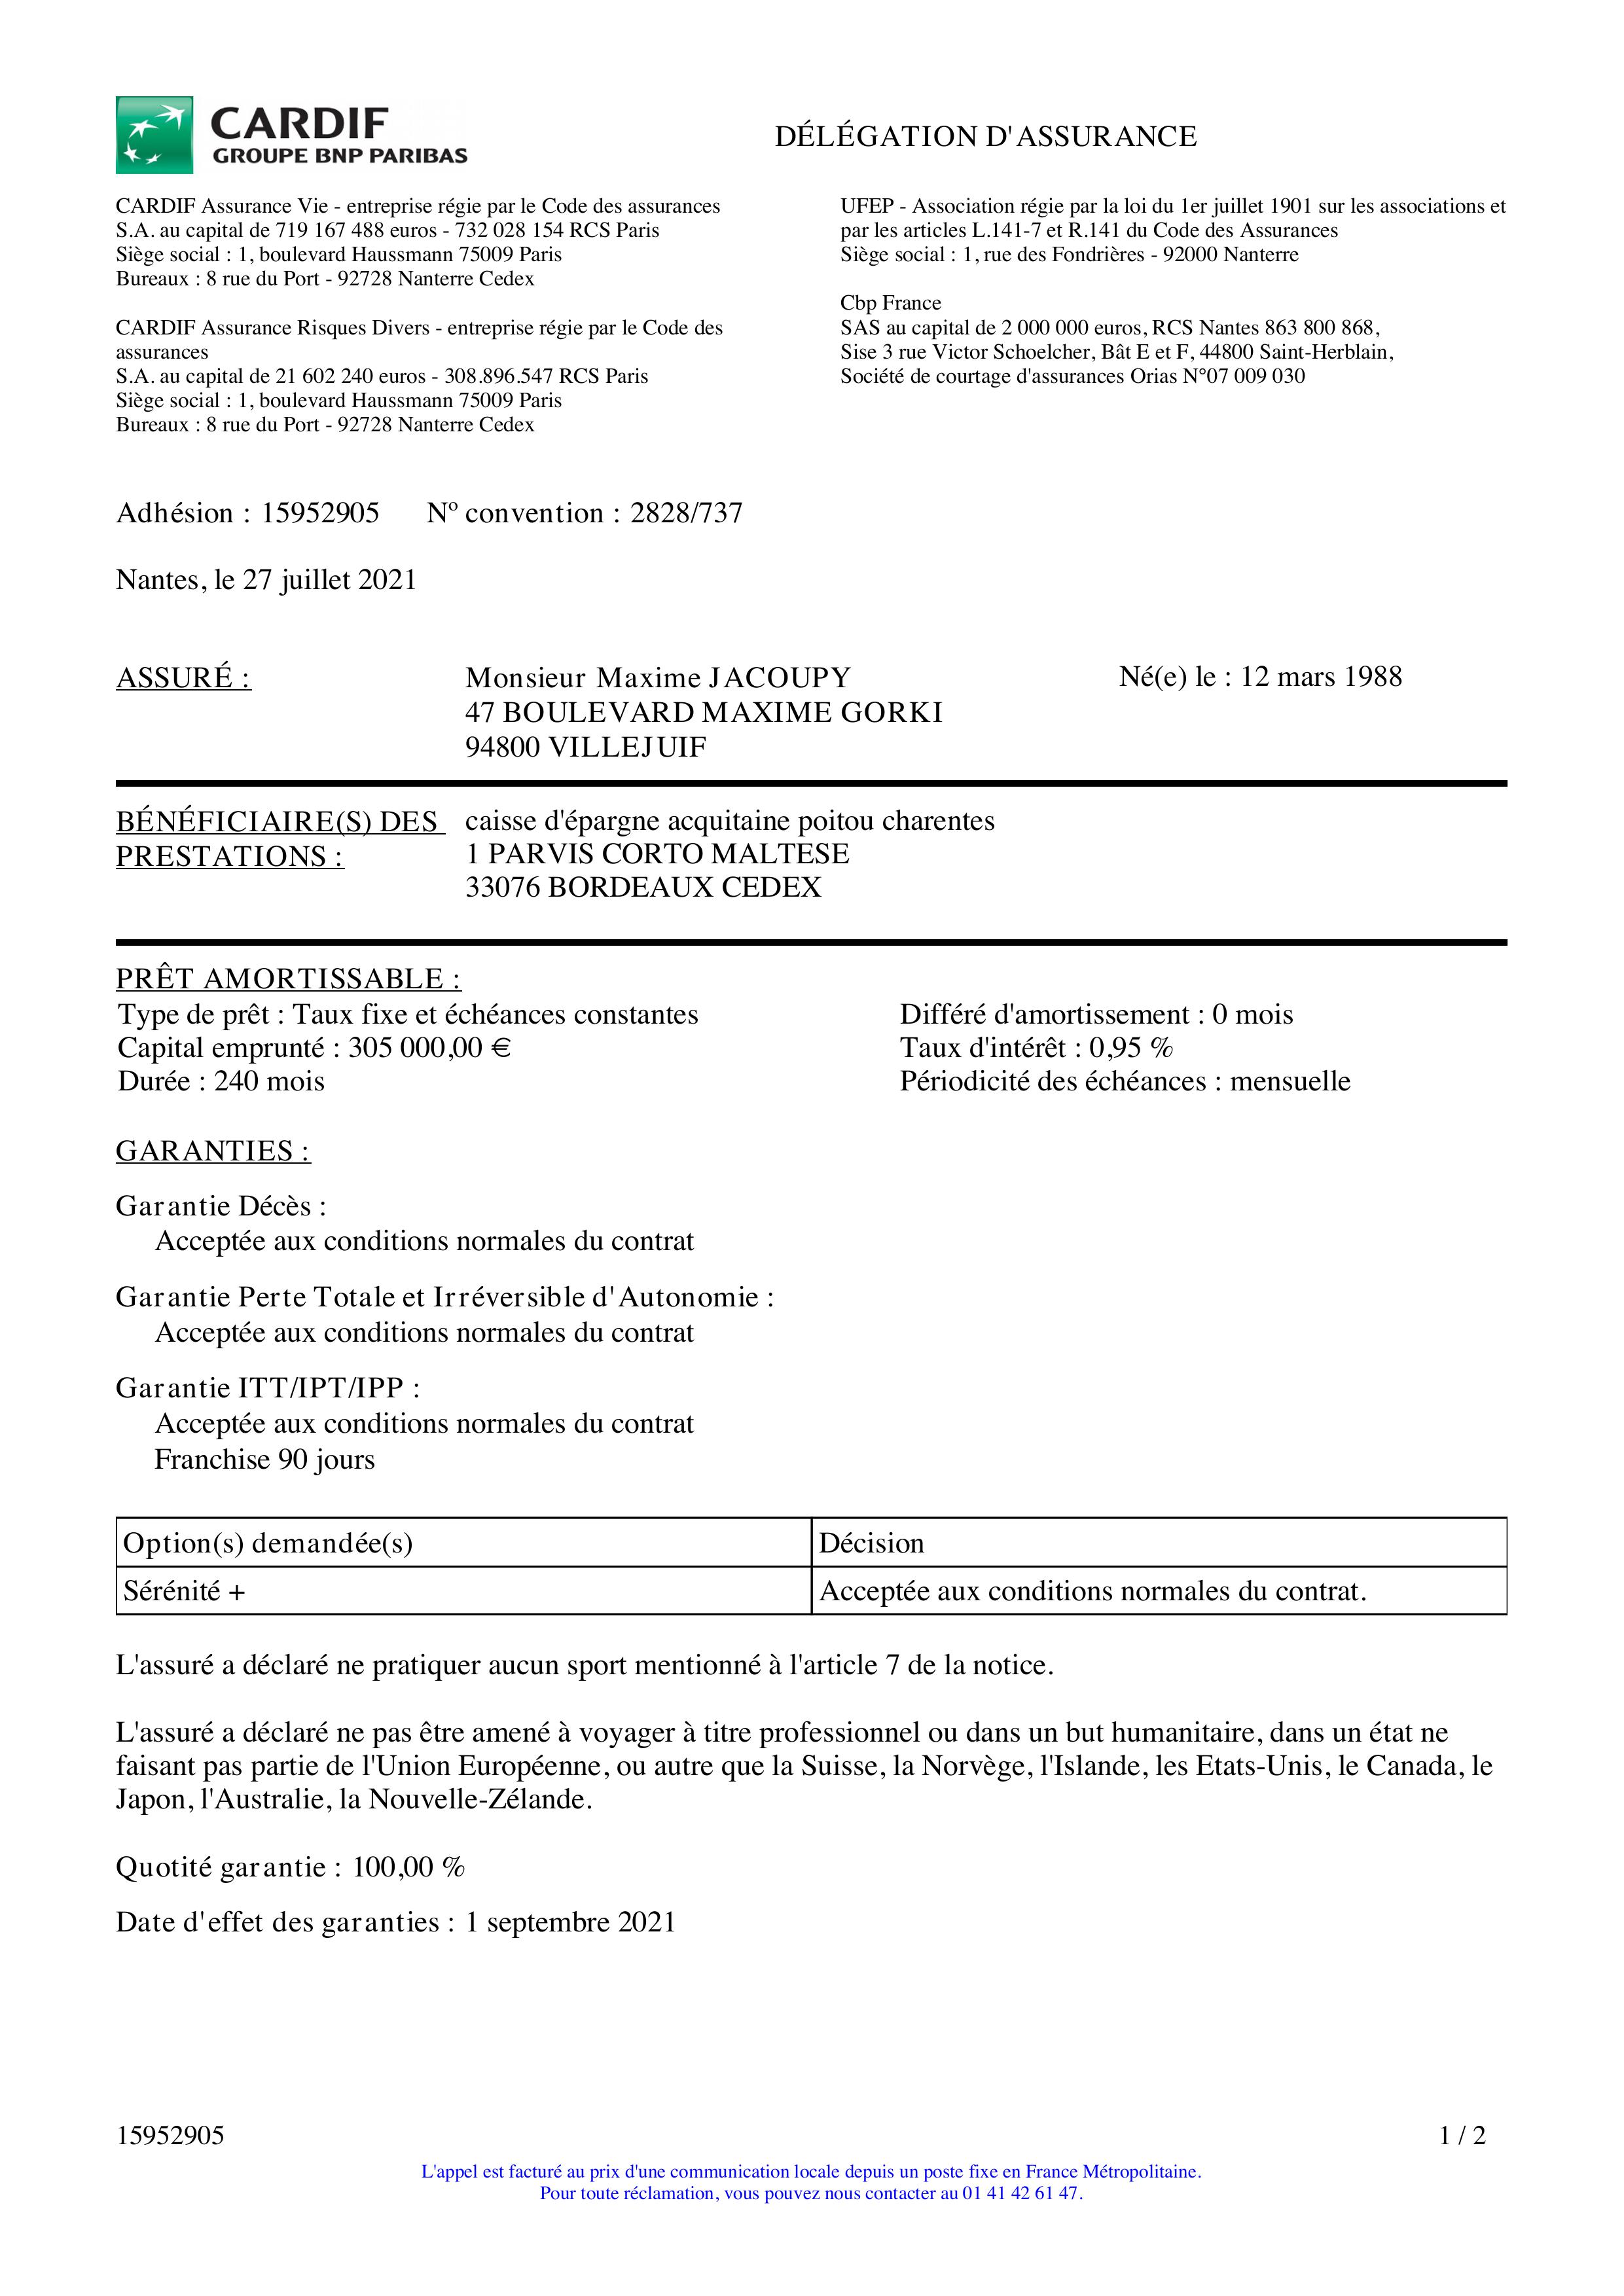 CARDIF
GROUPE BNP PARIBAS
DÉLÉGATION D'ASSURANCE
CARDIF Assurance Vie - entreprise régie par le Code des assurances
S.A. au capital de 719 167 488 euros - 732 028 154 RCS Paris
Siège social : 1, boulevard Haussmann 75009 Paris
Bureaux : 8 rue du Port - 92728 Nanterre Cedex
CARDIF Assurance Risques Divers - entreprise régie par le Code des
assurances
S.A. au capital de 21 602 240 euros - 308.896.547 RCS Paris
Siège social : 1, boulevard Haussmann 75009 Paris
Bureaux : 8 rue du Port - 92728 Nanterre Cedex
UFEP - Association régie par la loi du 1er juillet 1901 sur les associations et
par les articles L.141-7 et R.141 du Code des Assurances
Siège social : 1, rue des Fondrières - 92000 Nanterre
Cbp France
SAS au capital de 2 000 000 euros, RCS Nantes 863 800 868,
Sise 3 rue Victor Schoelcher, Bât E et F, 44800 Saint-Herblain,
Société de courtage d'assurances Orias N°07 009 030
Adhésion : 15952905 Nº convention : 2828/737
Nantes, le 27 juillet 2021
ASSURÉ : Monsieur Maxime JACOUPY Né(e) le : 12 mars 1988
47 BOULEVARD MAXIME GORKI
94800 VILLEJUIF
BÉNÉFICIAIRE(S) DES caisse d'épargne acquitaine poitou charentes
PRESTATIONS : 1 PARVIS CORTO MALTESE
33076 BORDEAUX CEDEX
PRÊT AMORTISSABLE :
Type de prêt : Taux fixe et échéances constantes Différé d'amortissement : 0 mois
Capital emprunté : 305 000,00 € Taux d'intérêt : 0,95 %
Durée : 240 mois Périodicité des échéances : mensuelle
GARANTIES :
Garantie Décès :
Acceptée aux conditions normales du contrat
Garantie Perte Totale et Irréversible d'Autonomie :
Acceptée aux conditions normales du contrat
Garantie ITT/IPT/IPP :
Acceptée aux conditions normales du contrat
Franchise 90 jours
Option(s) demandée(s) Décision
Sérénité + Acceptée aux conditions normales du contrat.
L'assuré a déclaré ne pratiquer aucun sport mentionné à l'article 7 de la notice.
L'assuré a déclaré ne pas être amené à voyager à titre professionnel ou dans un but humanitaire, dans un état ne
faisant pas partie de l'Union Européenne, ou autre que la Suisse, la Norvège, l'Islande, les Etats-Unis, le Canada, le
Japon, l'Australie, la Nouvelle-Zélande.
Quotité garantie : 100,00 %
Date d'effet des garanties : 1 septembre 2021
15952905 1 / 2
L'appel est facturé au prix d'une communication locale depuis un poste fixe en France Métropolitaine.
Pour toute réclamation, vous pouvez nous contacter au 01 41 42 61 47.